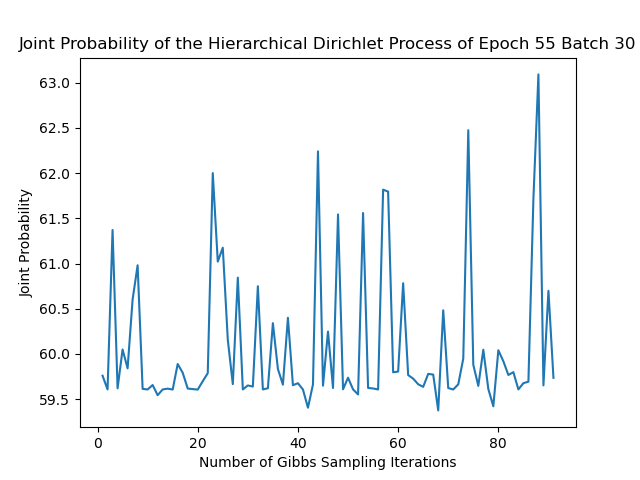 Joint Probability of the Hierarchical Dirichlet Process of Epoch 55 Batch 30
63.0
62.5
62.0
61.5
61.0
60.5
60.0
59.5
Joint Probability
0 20 40 60 80
Number of Gibbs Sampling Iterations